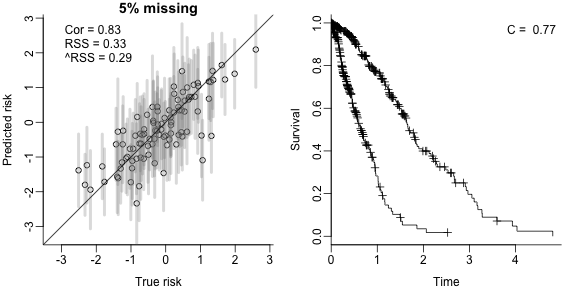 5% missing
Cor = 0.83
RSS = 0.33
^RSS = 0.29
Predicted risk
3
2
1
0
-1
-2
-3
-3 -2 -1 0 1 2 3
True risk
C = 0.77
Survival
1.0
0.8
0.6
0.4
0.2
0.0
0 1 2 3 4
Time